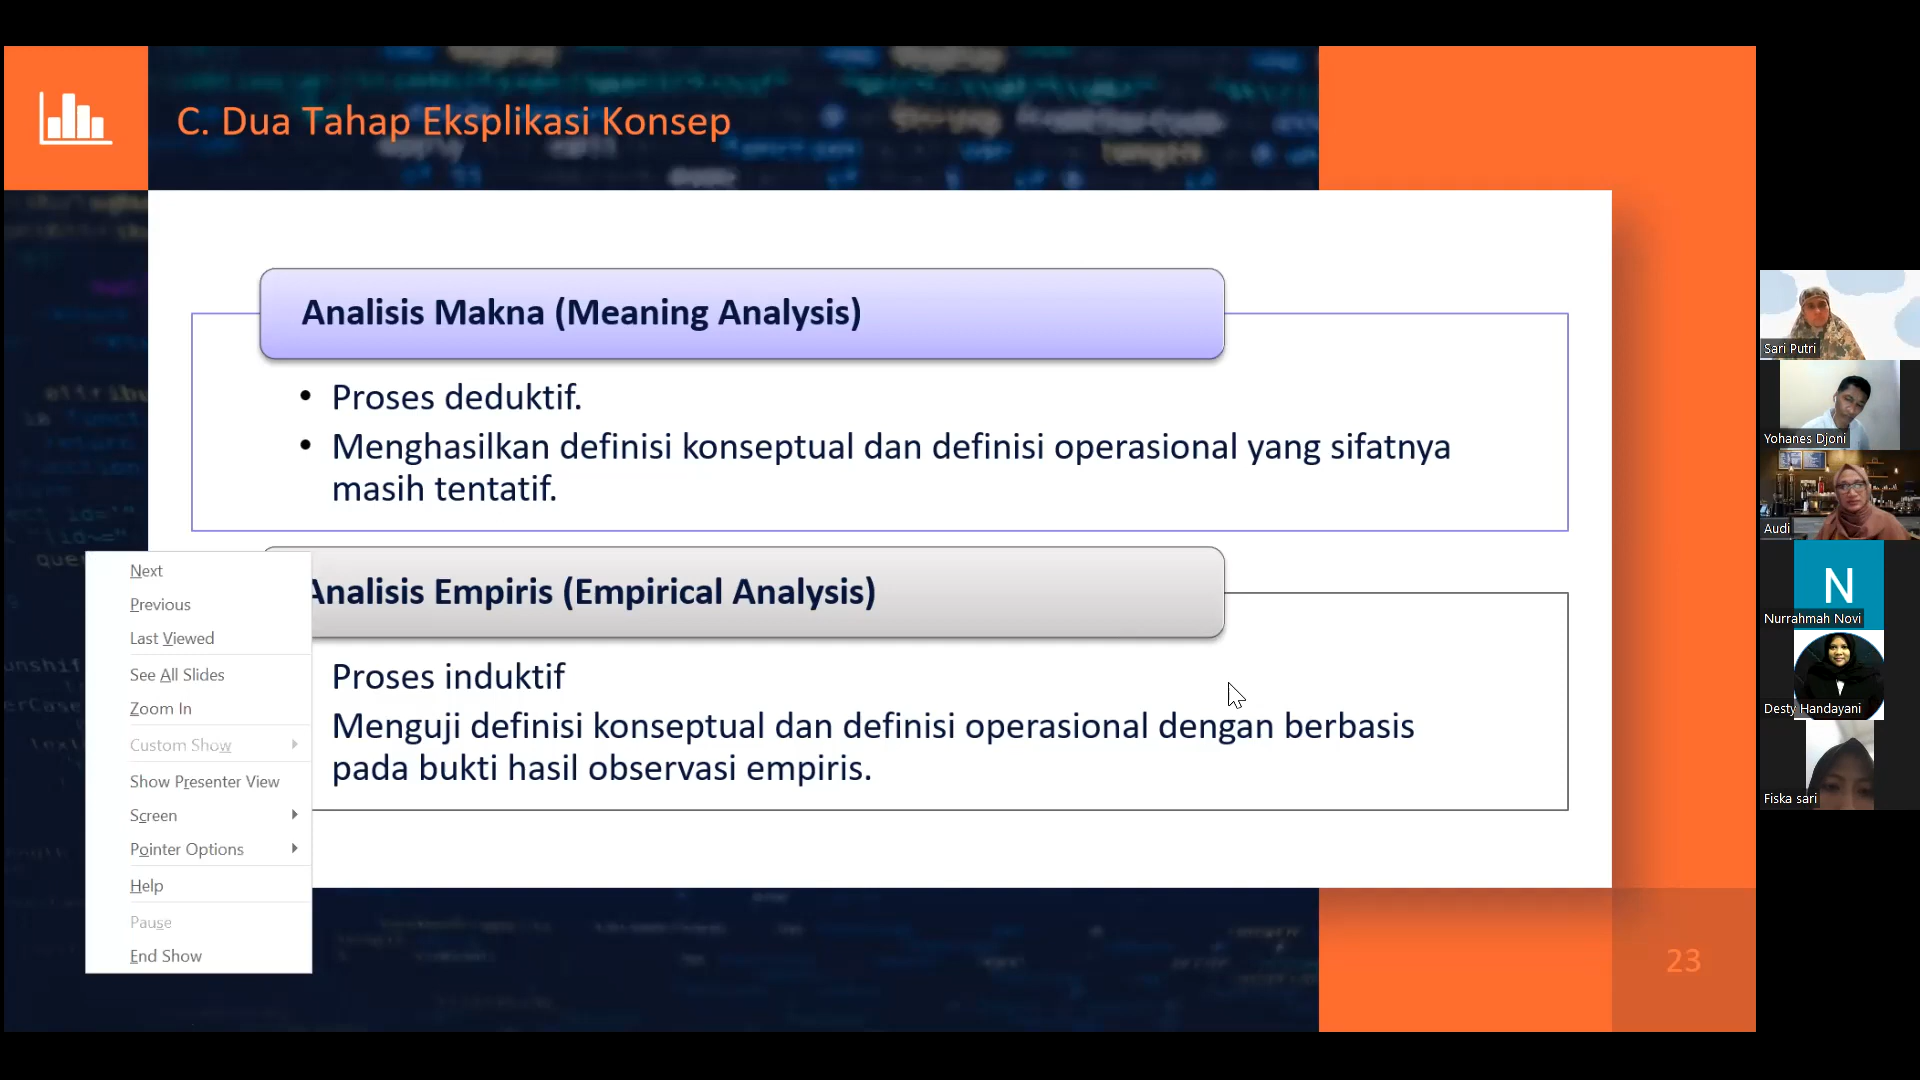 C. Dua Tahap Eksplikasi Konsep
Analisis Makna (Meaning Analysis)
• Proses deduktif.
• Menghasilkan definisi konseptual dan definisi operasional yang sifatnya
masih tentatif.
Analisis Empiris (Empirical Analysis)
Proses induktif
Menguji definisi konseptual dan definisi operasional dengan berbasis
pada bukti hasil observasi empiris.
Next
Previous
Last Viewed
See All Slides
Zoom In
Custom Show
Show Presenter View
Screen
Pointer Options
Help
Pause
End Show
23
Sari Putri
Yohanes Djoni
Audi
N
Nurrahmah Novi
Desty Handayani
Fiska sari